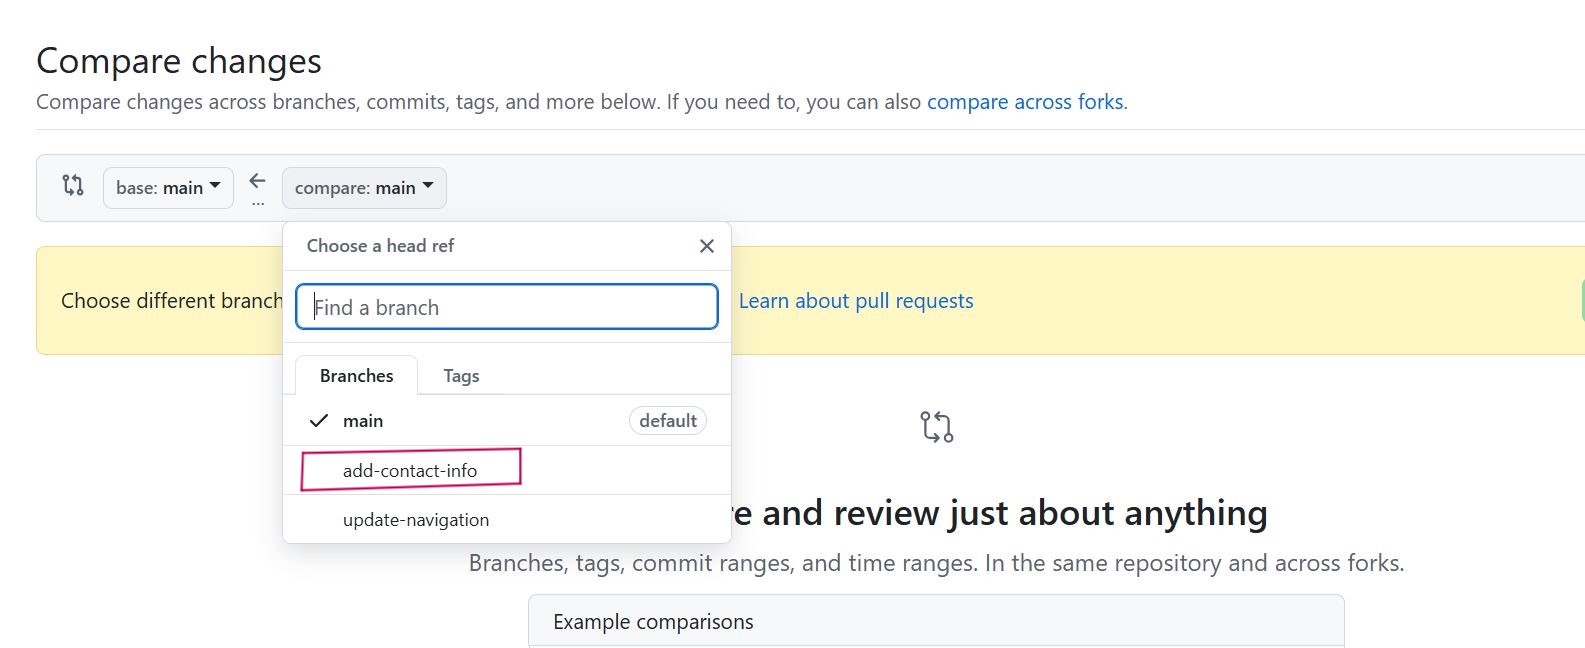 Compare changes
Compare changes across branches, commits, tags, and more below. If you need to, you can also compare across forks.
base: main
...
compare: main
Choose a head ref
Find a branch
Choose different branch
Learn about pull requests
Branches
Tags
main
default
add-contact-info
update-navigation
and review just about anything
Branches, tags, commit ranges, and time ranges. In the same repository and across forks.
Example comparisons